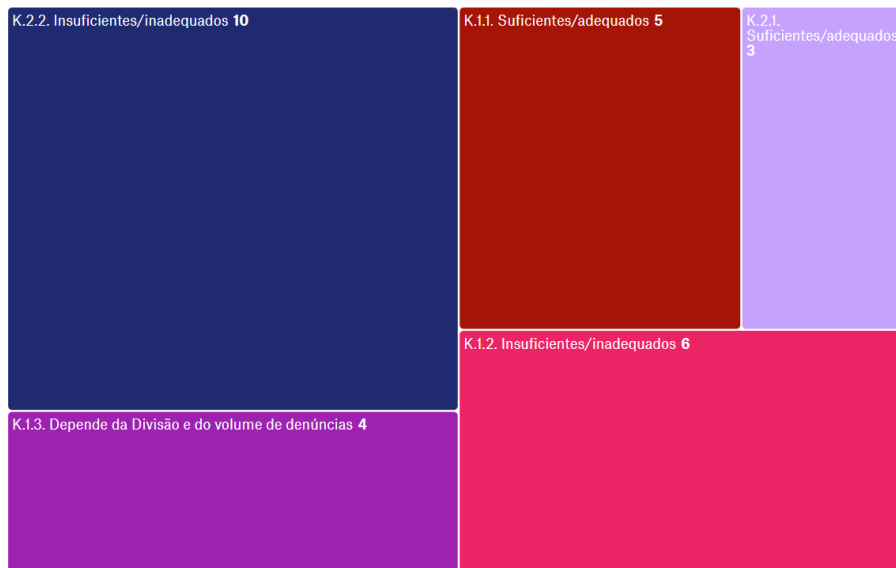 K.2.2. Insuficientes/inadequados 10
K.1.1. Suficientes/adequados 5
K.2.1.
Suficientes/adequados
3
K.1.2. Insuficientes/inadequados 6
K.1.3. Depende da Divisão e do volume de denúncias 4